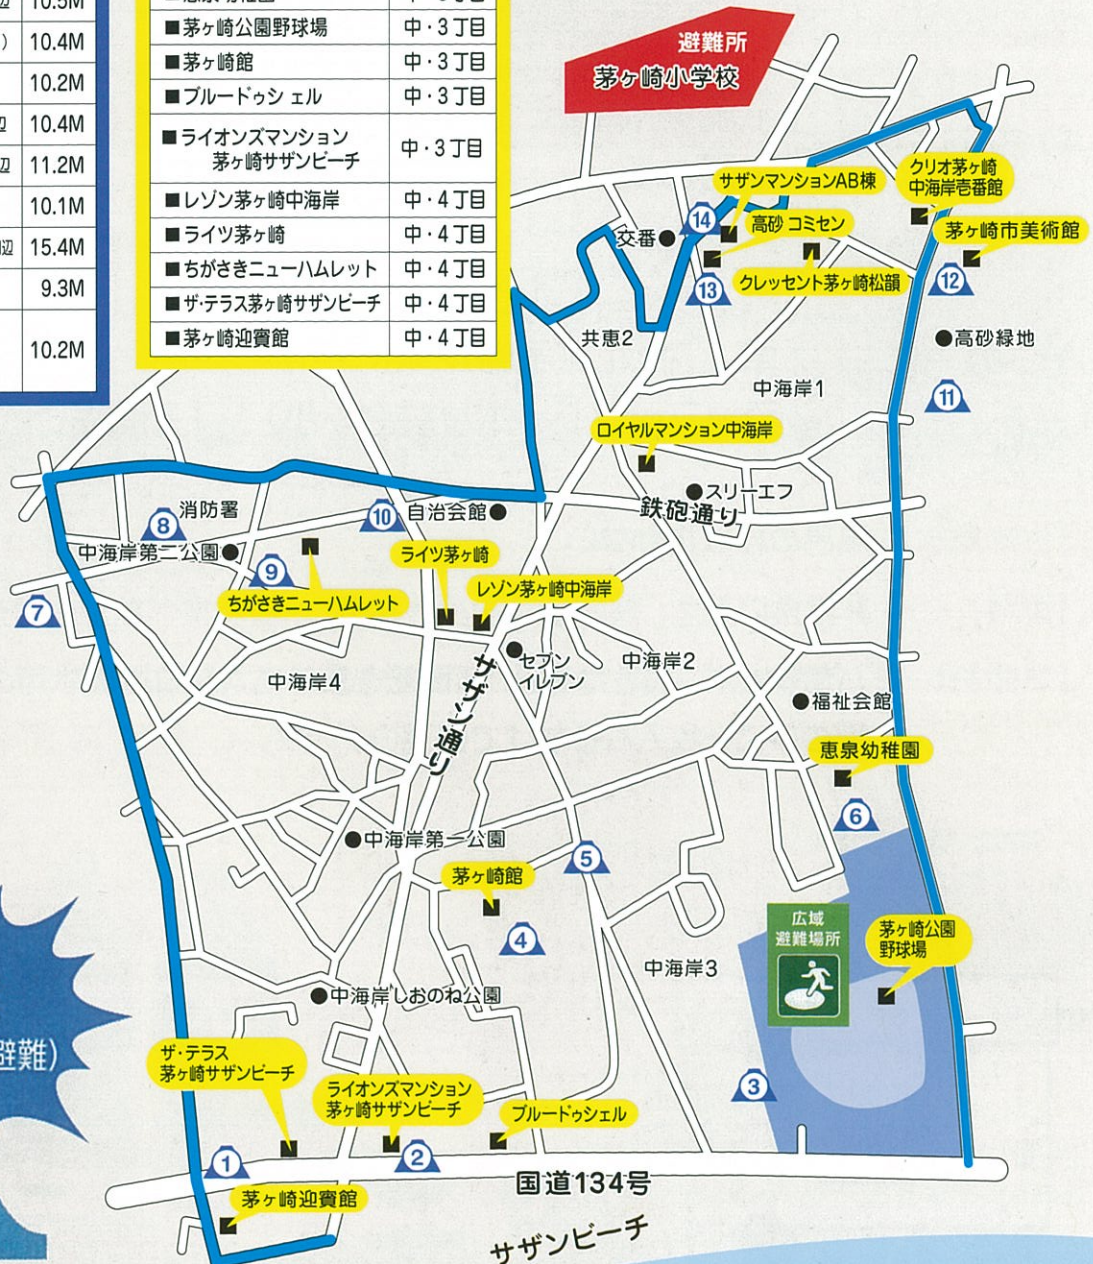 10.5M
10.4M
10.2M
10.4M
11.2M
10.1M
15.4M
9.3M
10.2M
■茅ヶ崎公園野球場 中・3丁目
■茅ヶ崎館 中・3丁目
■ブルードゥシェル 中・3丁目
■ライオンズマンション
茅ヶ崎サザンビーチ 中・3丁目
■レゾン茅ヶ崎中海岸 中・4丁目
■ライツ茅ヶ崎 中・4丁目
■ちがさきニューハムレット 中・4丁目
■ザ・テラス茅ヶ崎サザンビーチ 中・4丁目
■茅ヶ崎迎賓館 中・4丁目
避難所
茅ヶ崎小学校
サザンマンションAB棟
クリオ茅ヶ崎
中海岸壱番館
14
高砂 コミセン
茅ヶ崎市美術館
交番
クレッセント茅ヶ崎松韻
13
12
共恵2
高砂緑地
中海岸1
11
ロイヤルマンション中海岸
スリーエフ
鉄砲通り
消防署
8
10
自治会館
中海岸第二公園
9
ライツ茅ヶ崎
レゾン茅ヶ崎中海岸
ちがさきニューハムレット
7
セブン
イレブン
中海岸2
中海岸4
サザン通り
福祉会館
恵泉幼稚園
6
中海岸第一公園
5
茅ヶ崎館
4
広域
避難場所
茅ヶ崎公園
野球場
中海岸3
中海岸しおのね公園
避難)
ザ・テラス
茅ヶ崎サザンビーチ
ライオンズマンション
茅ヶ崎サザンビーチ
ブルードゥシェル
3
1
2
国道134号
茅ヶ崎迎賓館
サザンビーチ